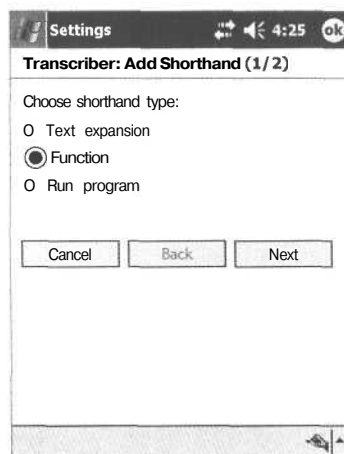 Settings 4:25 ok
Transcriber: Add Shorthand (1/2)
Choose shorthand type:
O Text expansion
Function
O Run program
Cancel Back Next